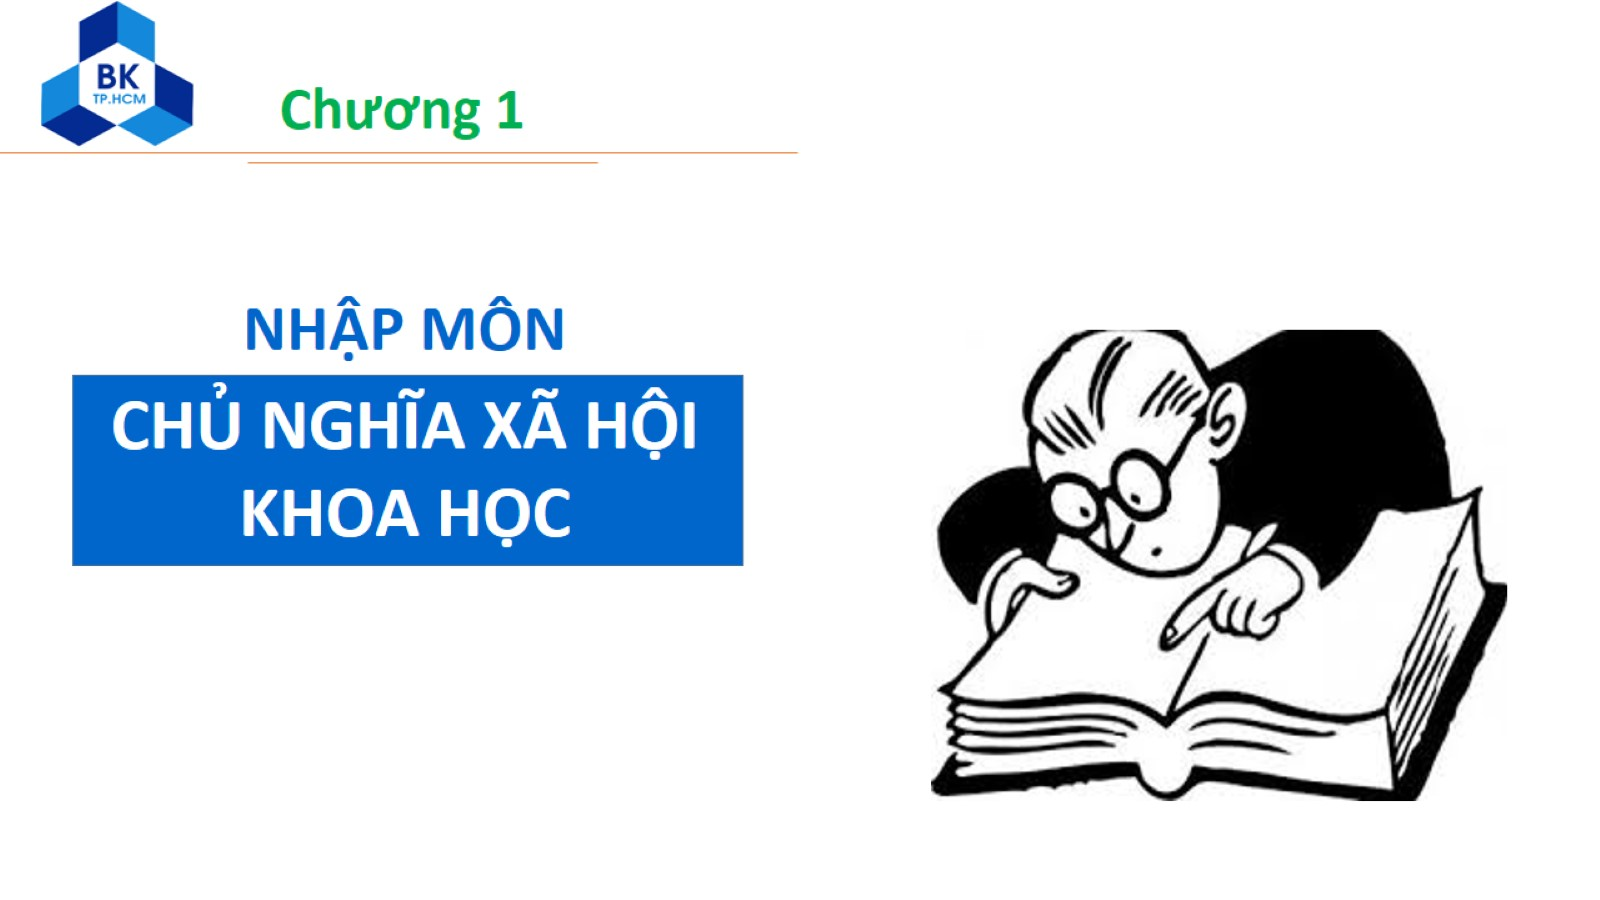 BK
TP.HCM
Chương 1
NHẬP MÔN
CHỦ NGHĨA XÃ HỘI
KHOA HỌC